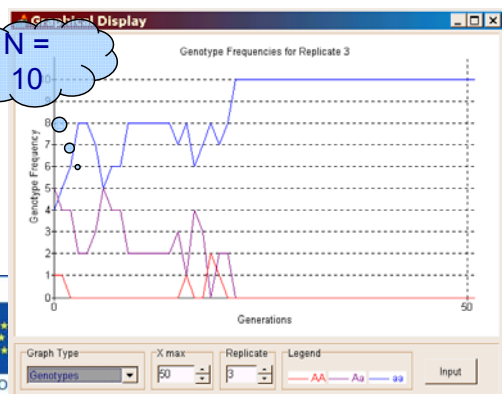 Graphical Display
N =
10
Genotype Frequencies for Replicate 3
Genotype Frequency
10
9
8
7
6
5
4
3
2
1
0
0
50
Generations
Graph Type
X max
Replicate
Legend
Genotypes
50
3
AA
Aa
aa
Input